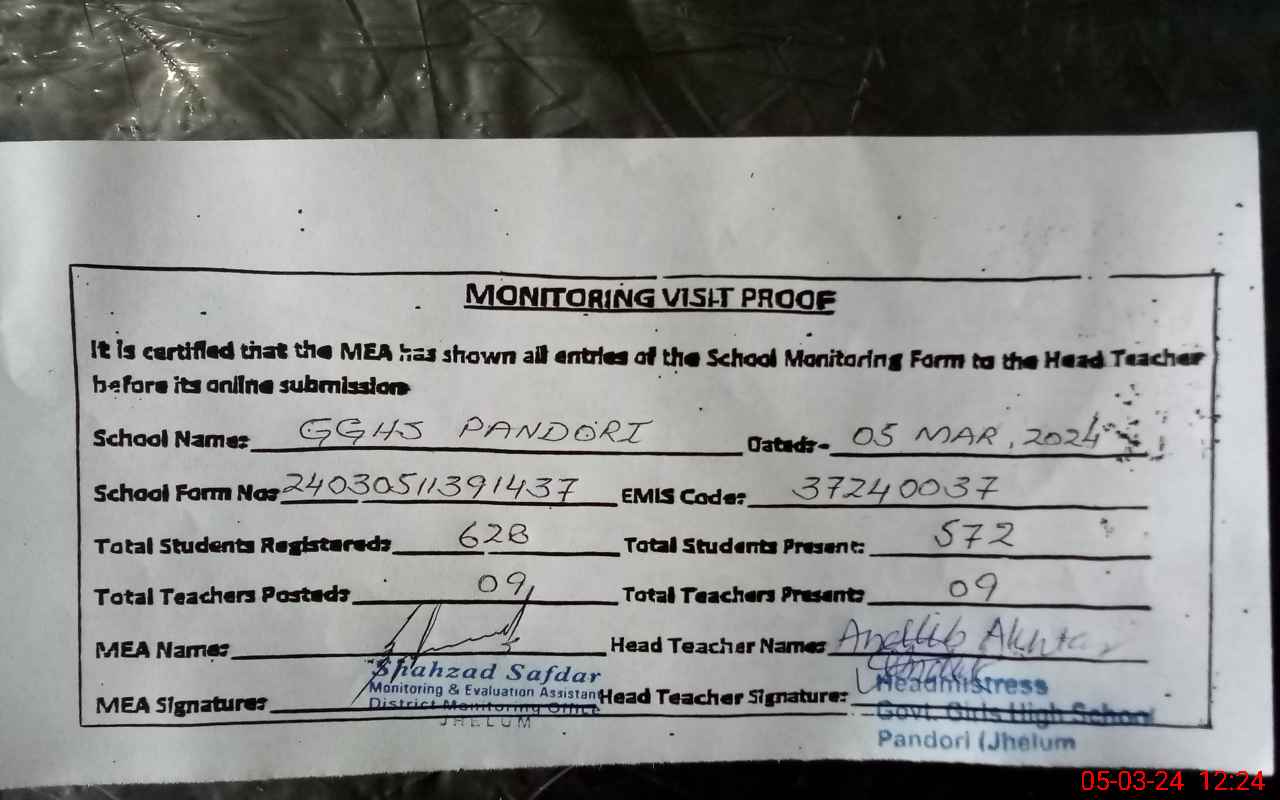 MONITORING VISIT PROOF
It is certified that the MEA has shown all entries of the School Monitoring Form to the Head Teacher
before its online submission
School Name: GGHS PANDORI Dated:- 05 MAR, 2024
School Form No: 24030511391437 EMIS Code: 37240037
Total Students Registered: 628 Total Students Present: 572
Total Teachers Posted: 09 Total Teachers Present: 09
MEA Name: Head Teacher Name: Andlib Akhtar
Shahzad Safdar
Monitoring & Evaluation Assistant
District Monitoring Office
JHELUM
MEA Signature: Head Teacher Signature:
Headmistress
Govt. Girls High School
Pandori (Jhelum
05-03-24 12:24